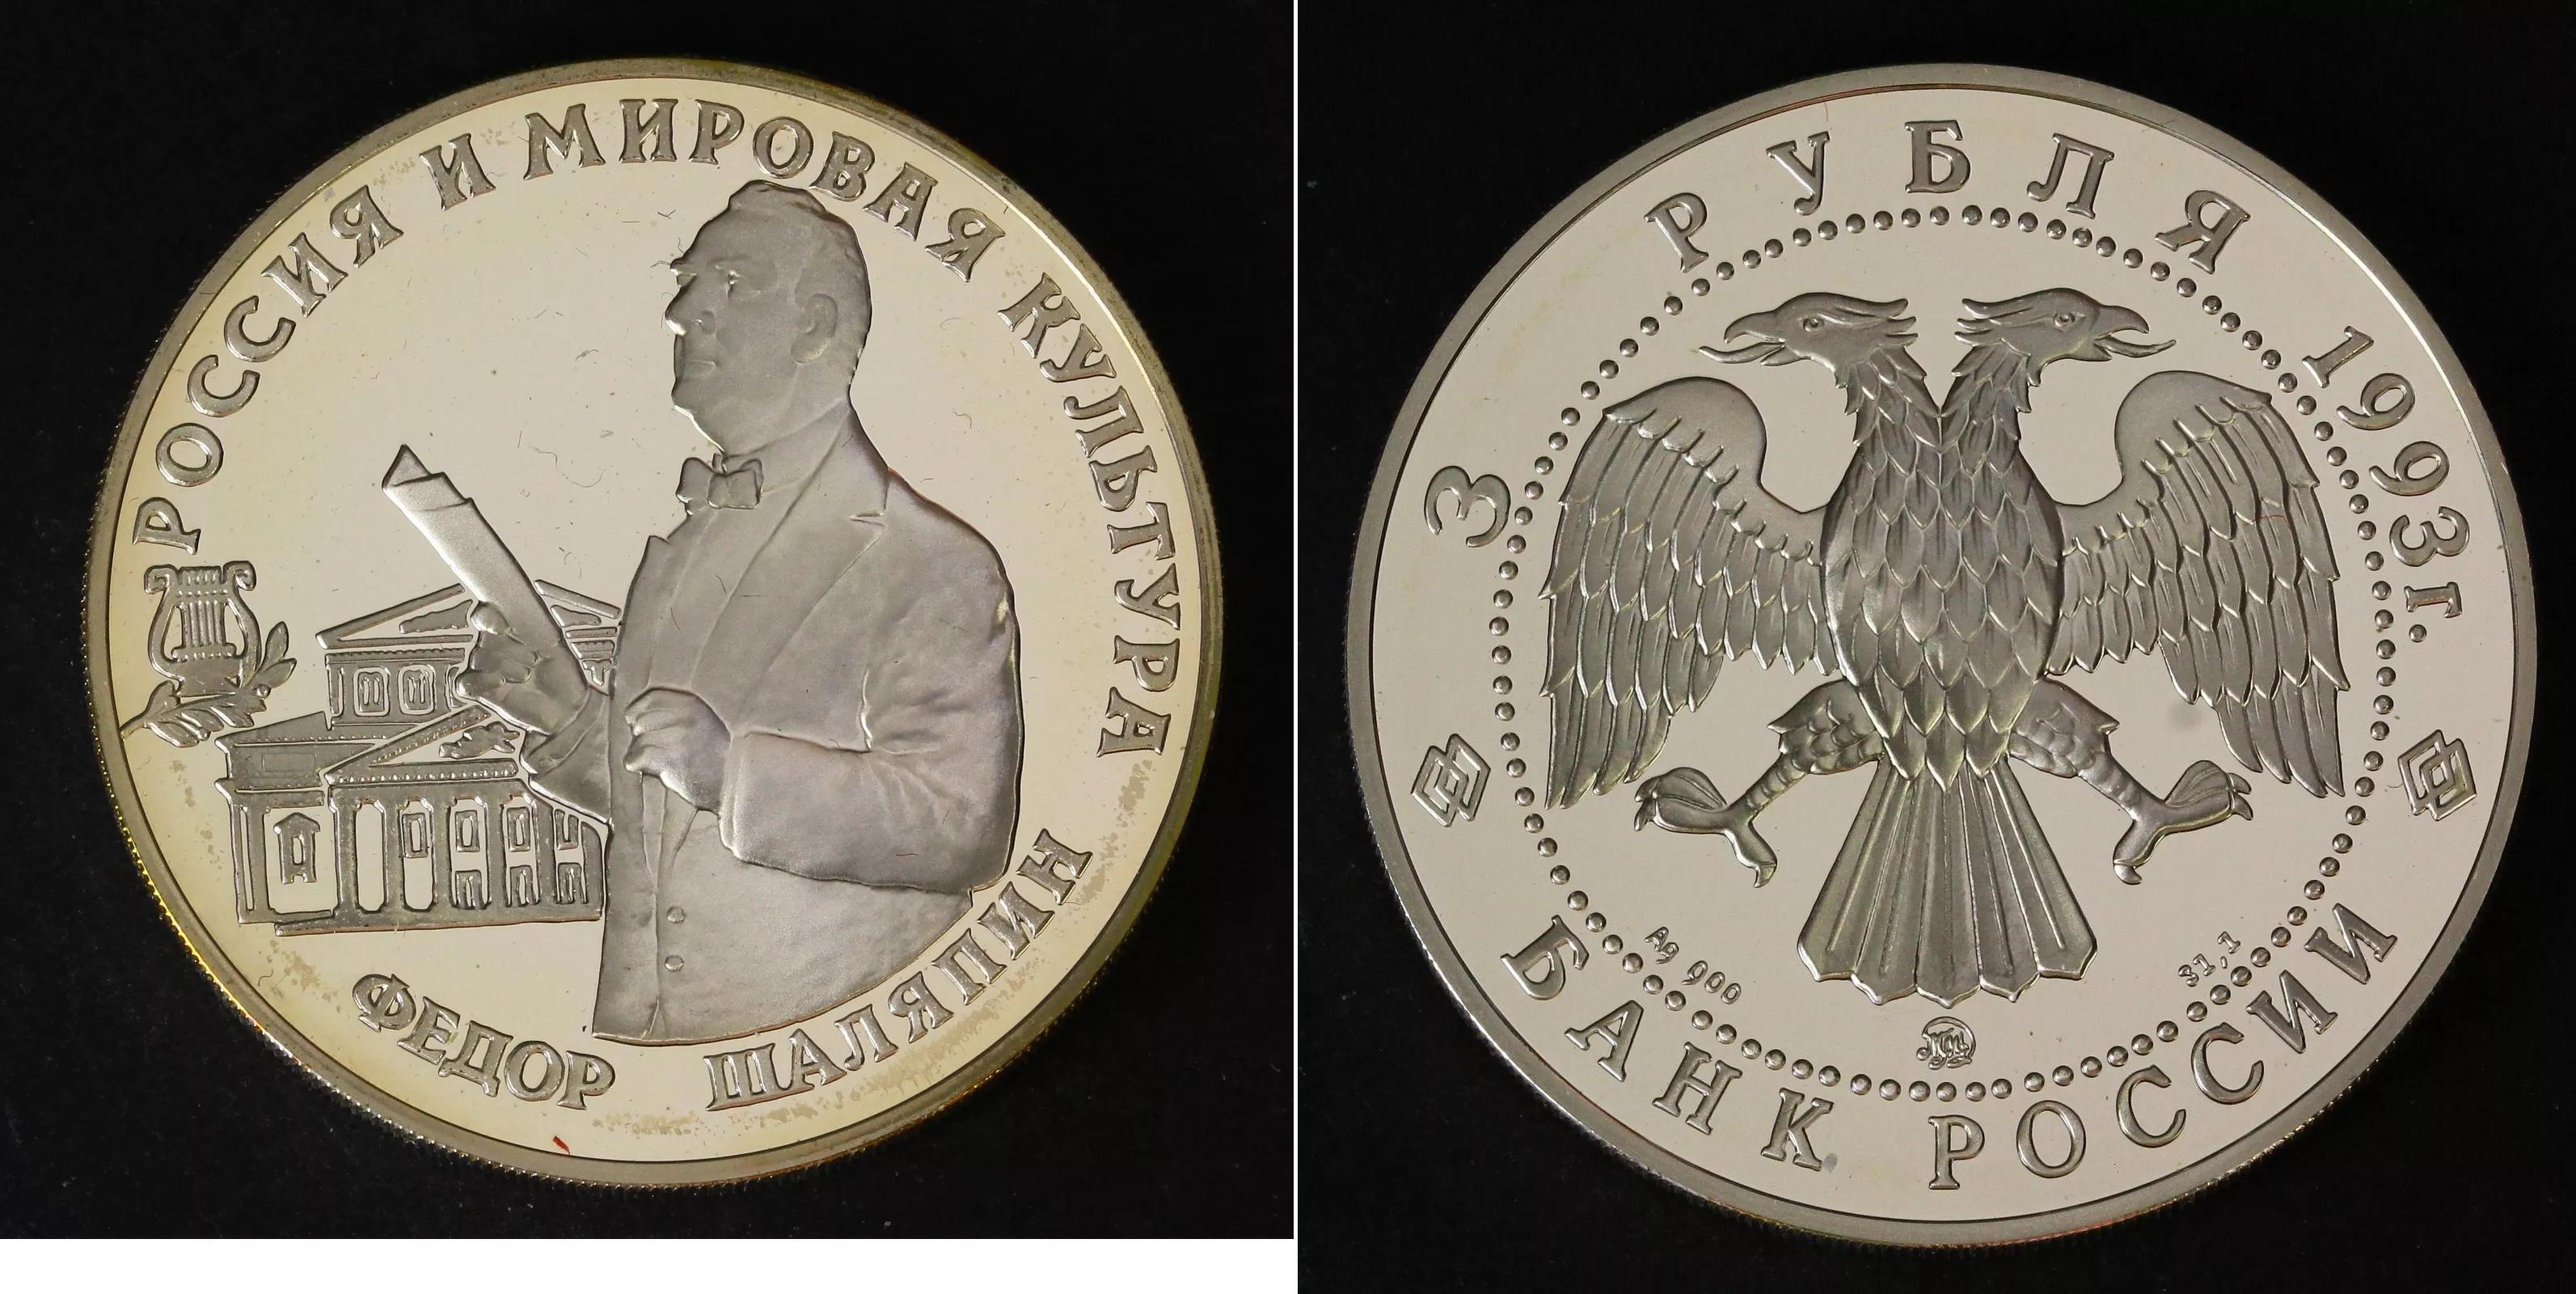 РОССИЯ И МИРОВАЯ КУЛЬТУРА
ФЕДОР ШАЛЯПИН
3 РУБЛЯ 1993г.
Ag 900
31,1
БАНК РОССИИ